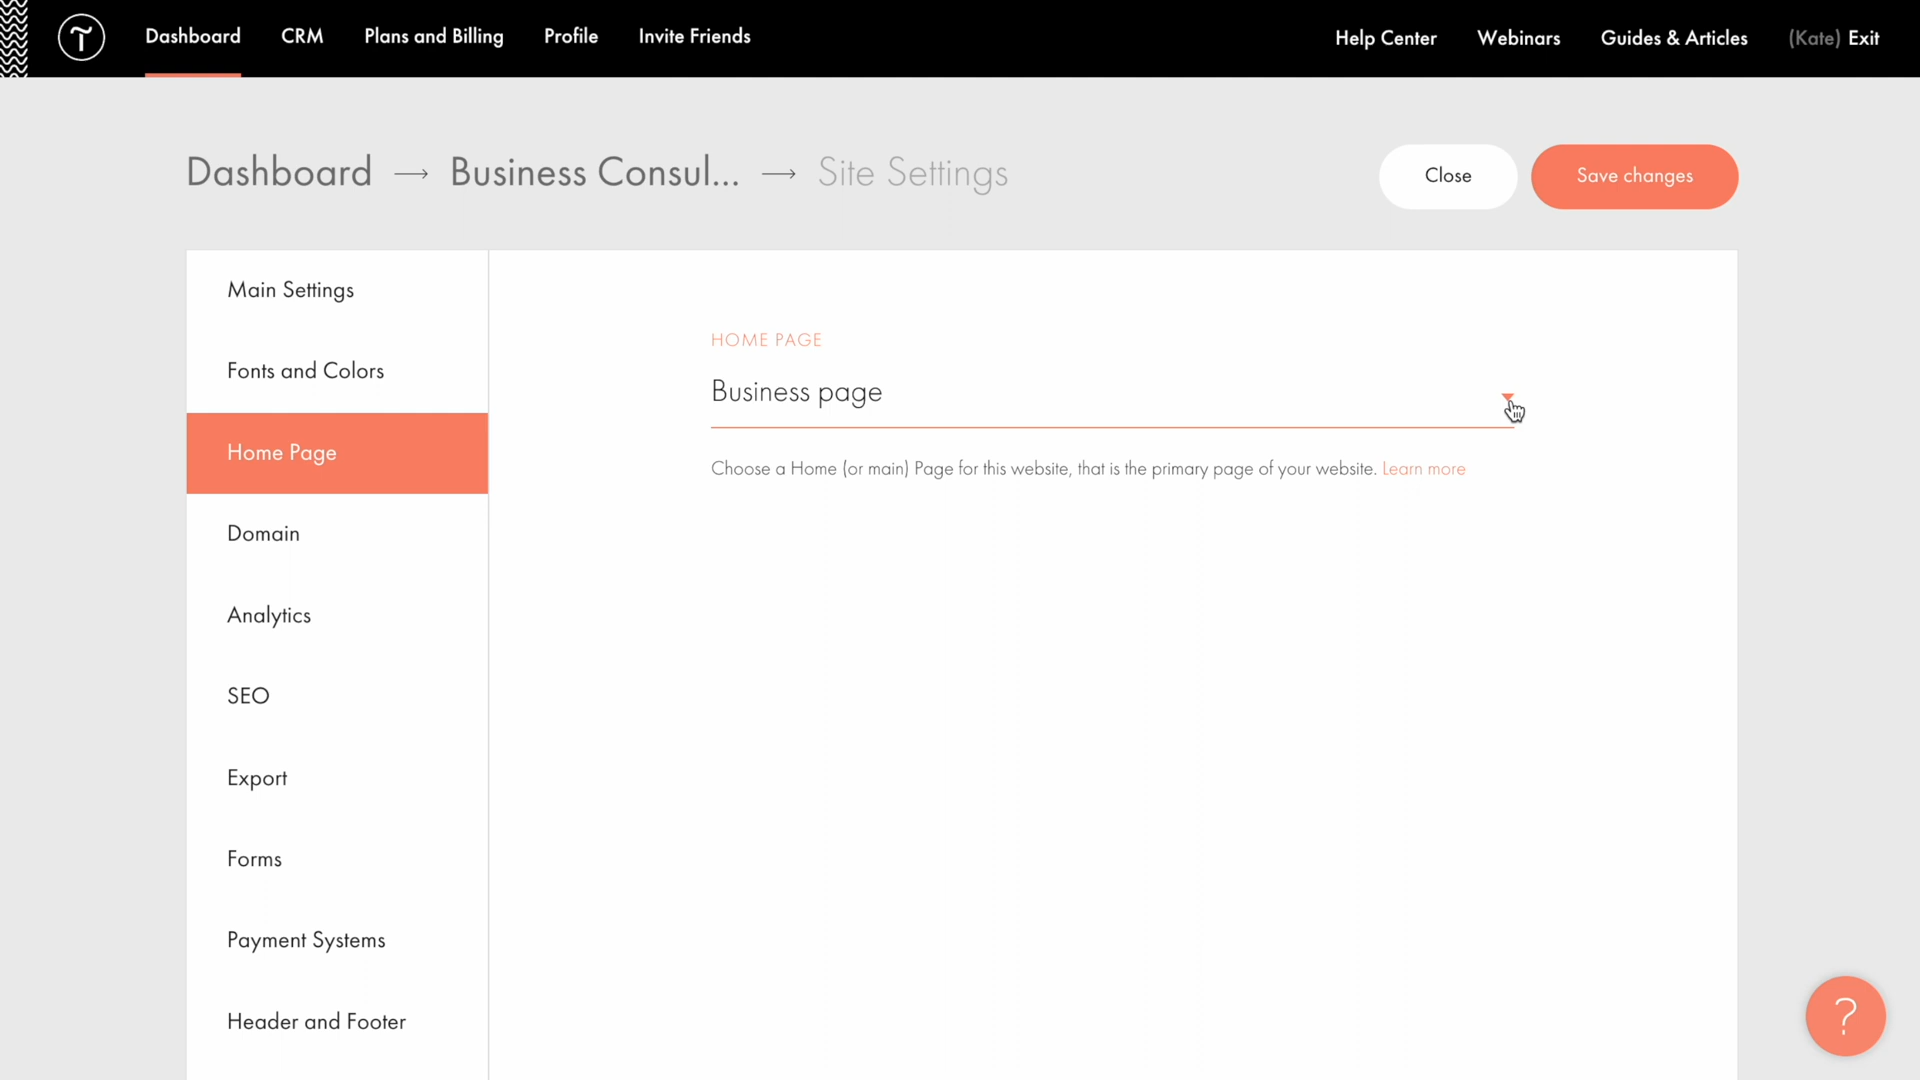 Dashboard CRM Plans and Billing Profile Invite Friends Help Center Webinars Guides & Articles (Kate) Exit
Dashboard → Business Consul... → Site Settings Close Save changes
Main Settings
HOME PAGE
Fonts and Colors
Business page
Home Page
Choose a Home (or main) Page for this website, that is the primary page of your website. Learn more
Domain
Analytics
SEO
Export
Forms
Payment Systems
Header and Footer
?